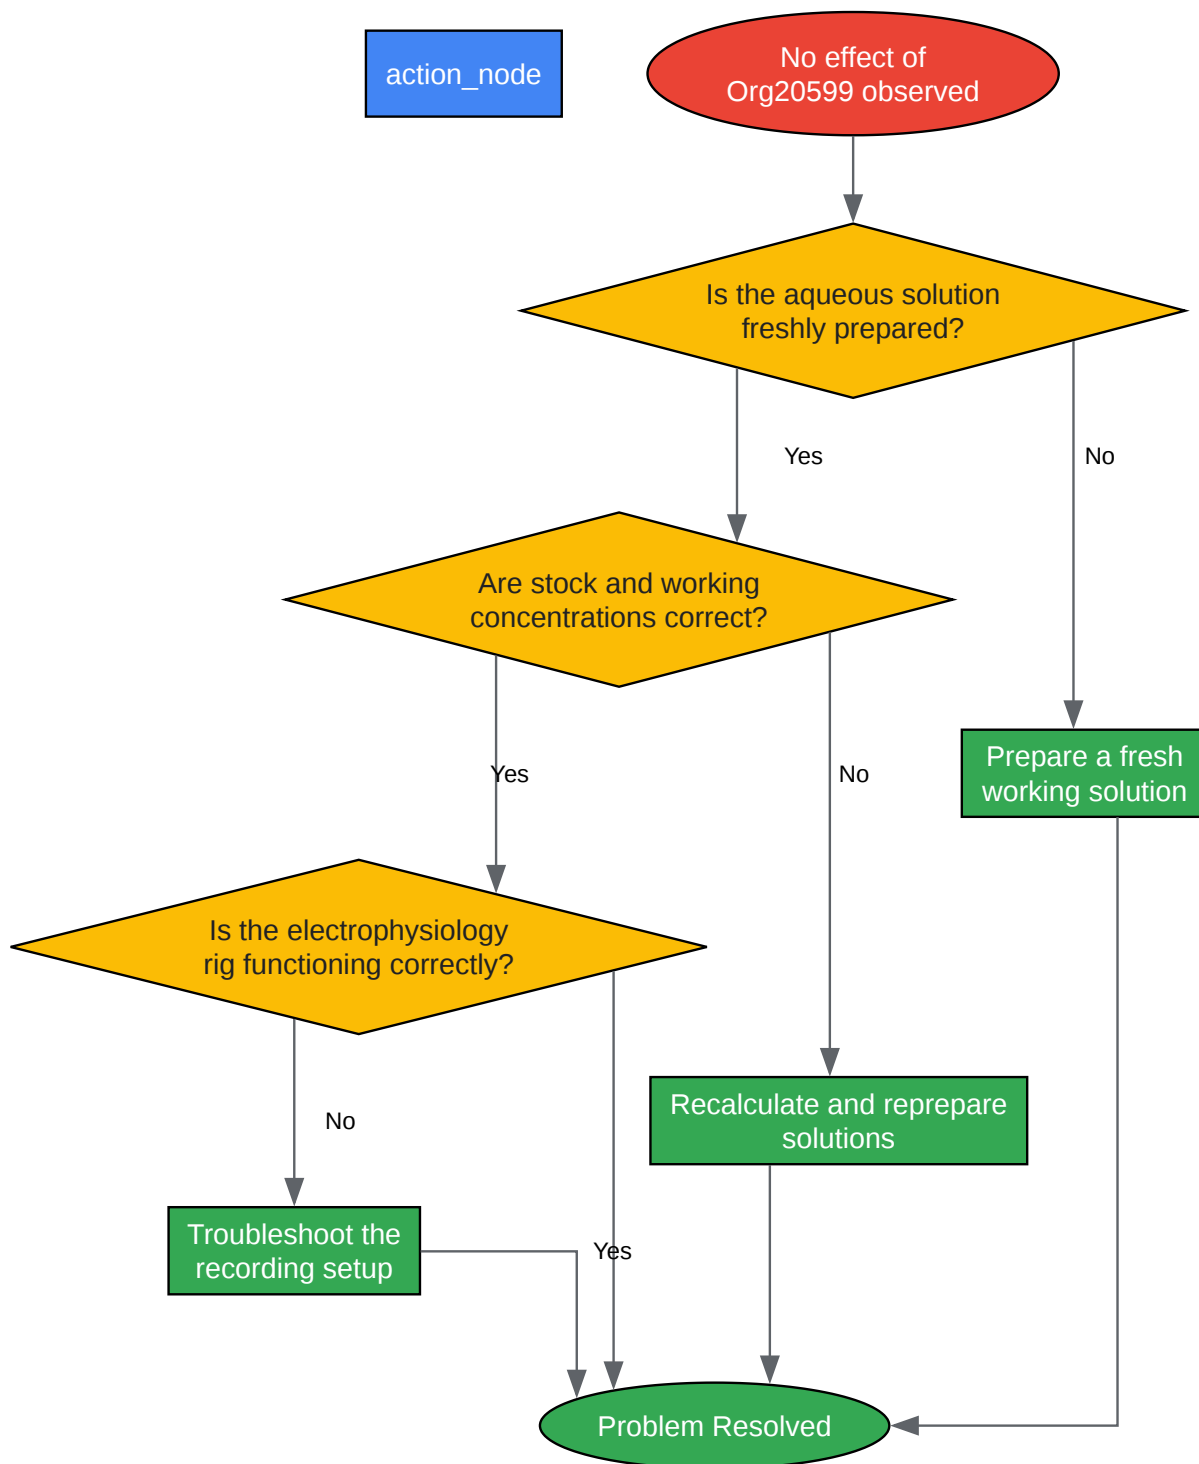 action_node
No effect of
Org20599 observed
Is the aqueous solution
freshly prepared?
Yes
No
Are stock and working
concentrations correct?
Yes
No
Prepare a fresh
working solution
Is the electrophysiology
rig functioning correctly?
No
Recalculate and reprepare
solutions
Troubleshoot the
recording setup
Yes
Problem Resolved